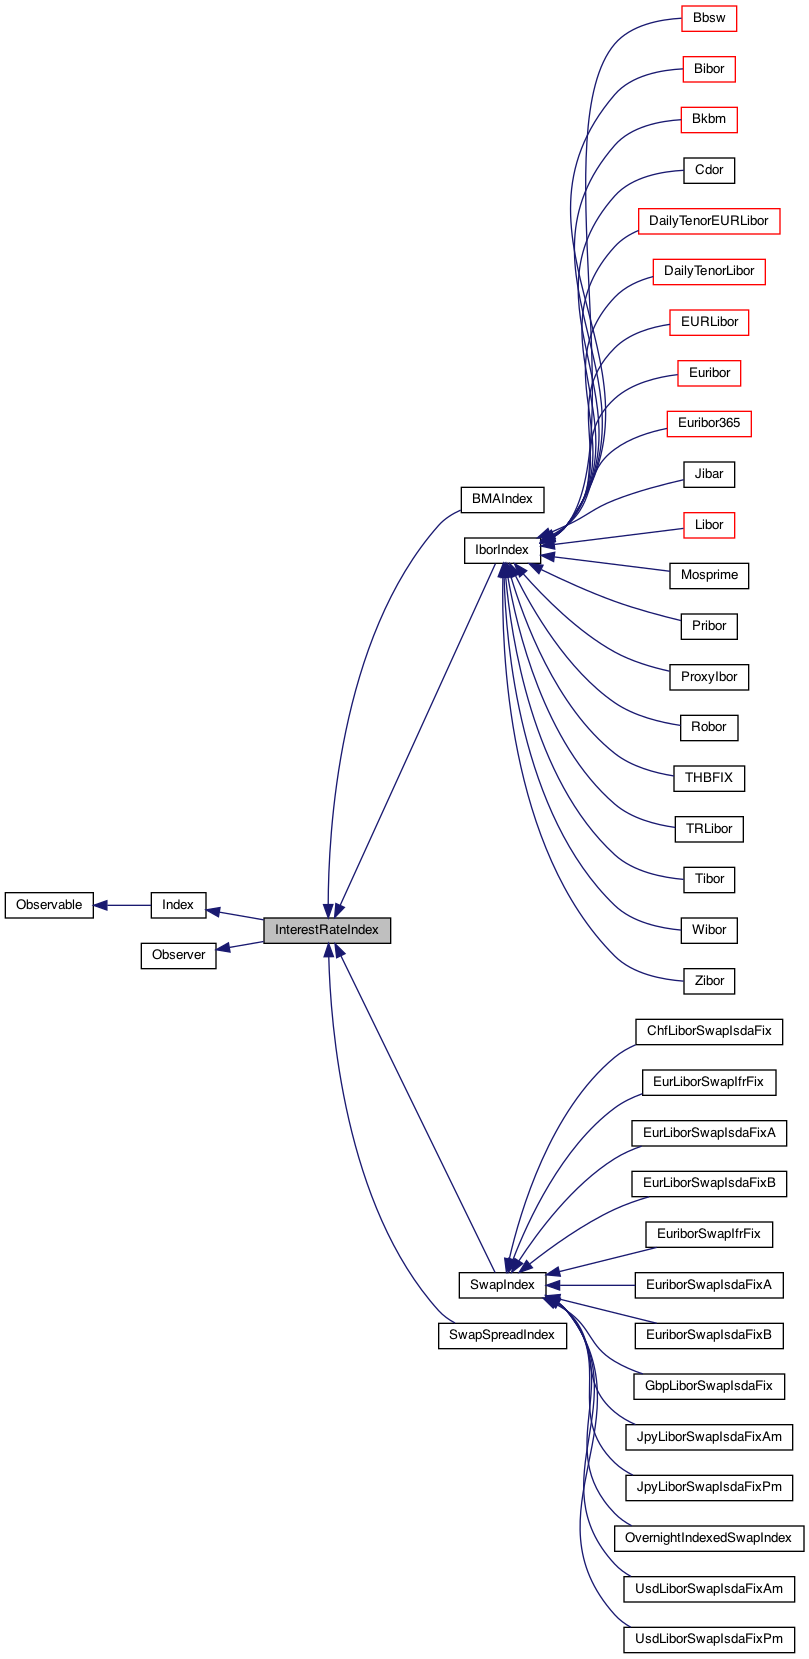 Bbsw
Bibor
Bkbm
Cdor
DailyTenorEURLibor
DailyTenorLibor
EURLibor
Euribor
Euribor365
Jibar
BMAIndex
Libor
IborIndex
Mosprime
Pribor
ProxyIbor
Robor
THBFIX
TRLibor
Tibor
Observable
Index
InterestRateIndex
Wibor
Observer
Zibor
ChfLiborSwapIsdaFix
EurLiborSwapIfrFix
EurLiborSwapIsdaFixA
EurLiborSwapIsdaFixB
EuriborSwapIfrFix
SwapIndex
EuriborSwapIsdaFixA
SwapSpreadIndex
EuriborSwapIsdaFixB
GbpLiborSwapIsdaFix
JpyLiborSwapIsdaFixAm
JpyLiborSwapIsdaFixPm
OvernightIndexedSwapIndex
UsdLiborSwapIsdaFixAm
UsdLiborSwapIsdaFixPm